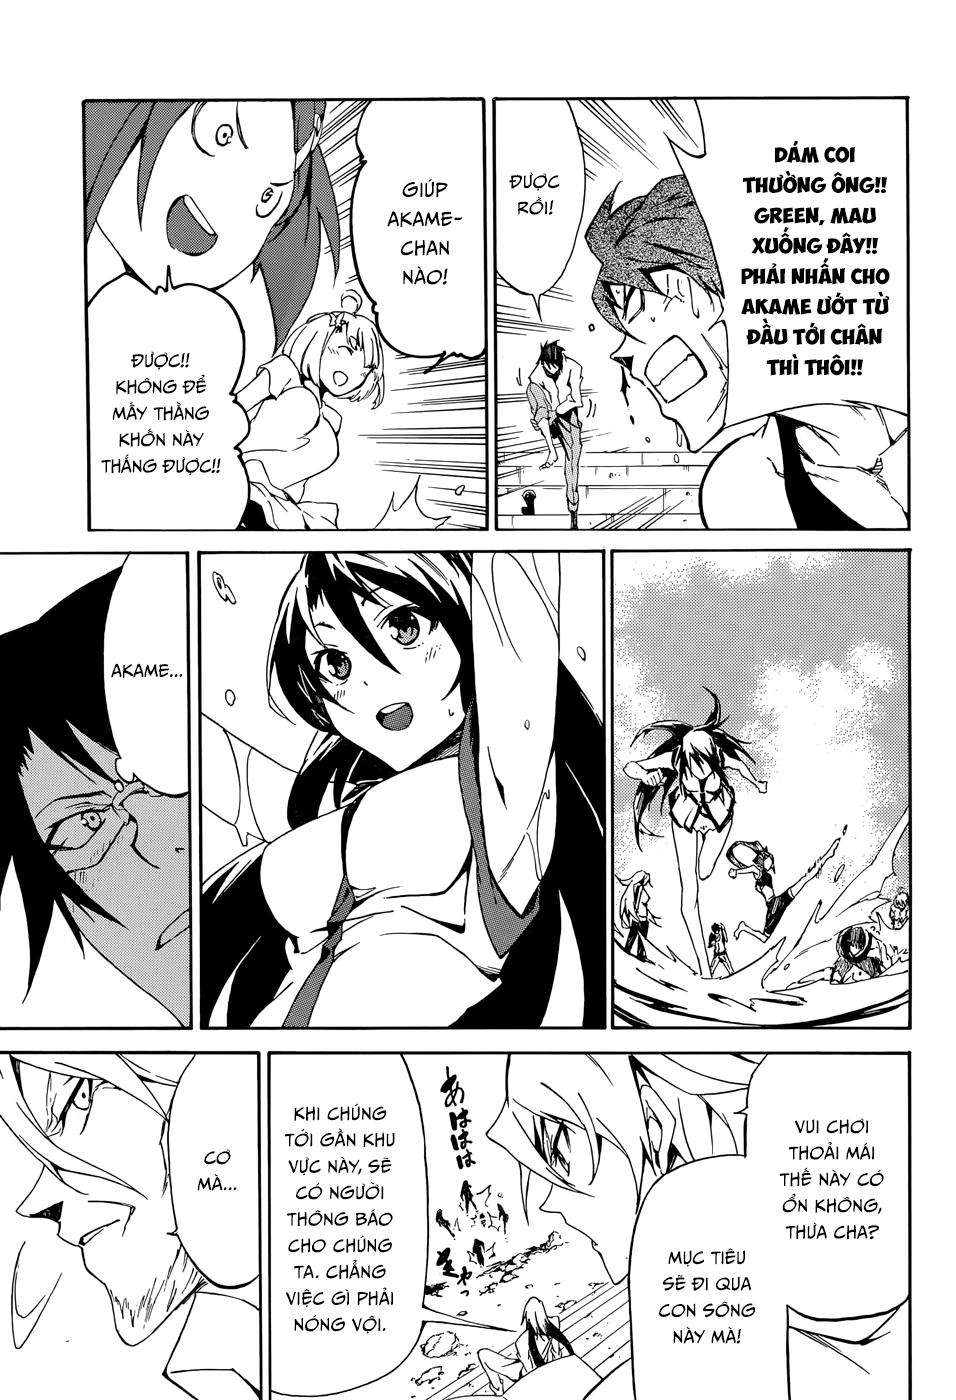 DÁM COI
THƯỜNG ÔNG!!
GREEN, MAU
XUỐNG ĐÂY!!
PHẢI NHẤN CHO
AKAME ƯỚT TỪ
ĐẦU TỚI CHÂN
THÌ THÔI!!
ĐƯỢC
RỒI!
GIÚP
AKAME-
CHAN
NÀO!
ĐƯỢC!!
KHÔNG ĐỂ
MẤY THẰNG
KHỐN NÀY
THẮNG ĐƯỢC!!
AKAME...
VUI CHƠI
THOẢI MÁI
THẾ NÀY CÓ
ỔN KHÔNG,
THƯA CHA?
MỤC TIÊU
SẼ ĐI QUA
CON SÔNG
NÀY MÀ!
あははは
きゃっ
KHI CHÚNG
TỚI GẦN KHU
VỰC NÀY, SẼ
CÓ NGƯỜI
THÔNG BÁO
CHO CHÚNG
TA. CHẲNG
VIỆC GÌ PHẢI
NÓNG VỘI.
CƠ
MÀ...